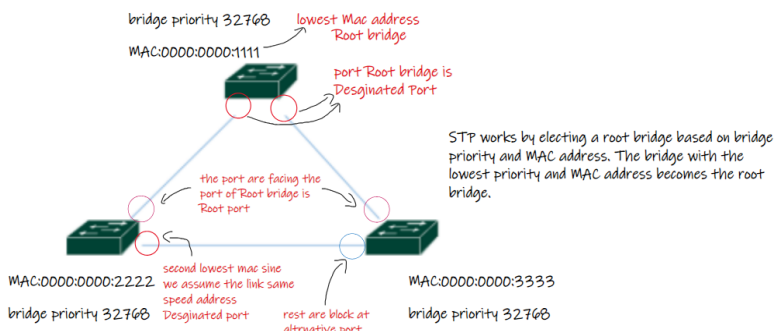 bridge priority 32768
lowest Mac address
Root bridge
MAC:0000:0000:1111
port Root bridge is
Desginated Port
STP works by electing a root bridge based on bridge
priority and MAC address. The bridge with the
lowest priority and MAC address becomes the root
bridge.
the port are facing the
port of Root bridge is
Root port
MAC:0000:0000:2222
bridge priority 32768
second lowest mac sine
we assume the link same
speed address
Desginated port
rest are block at
altrnative port
MAC:0000:0000:3333
bridge priority 32768